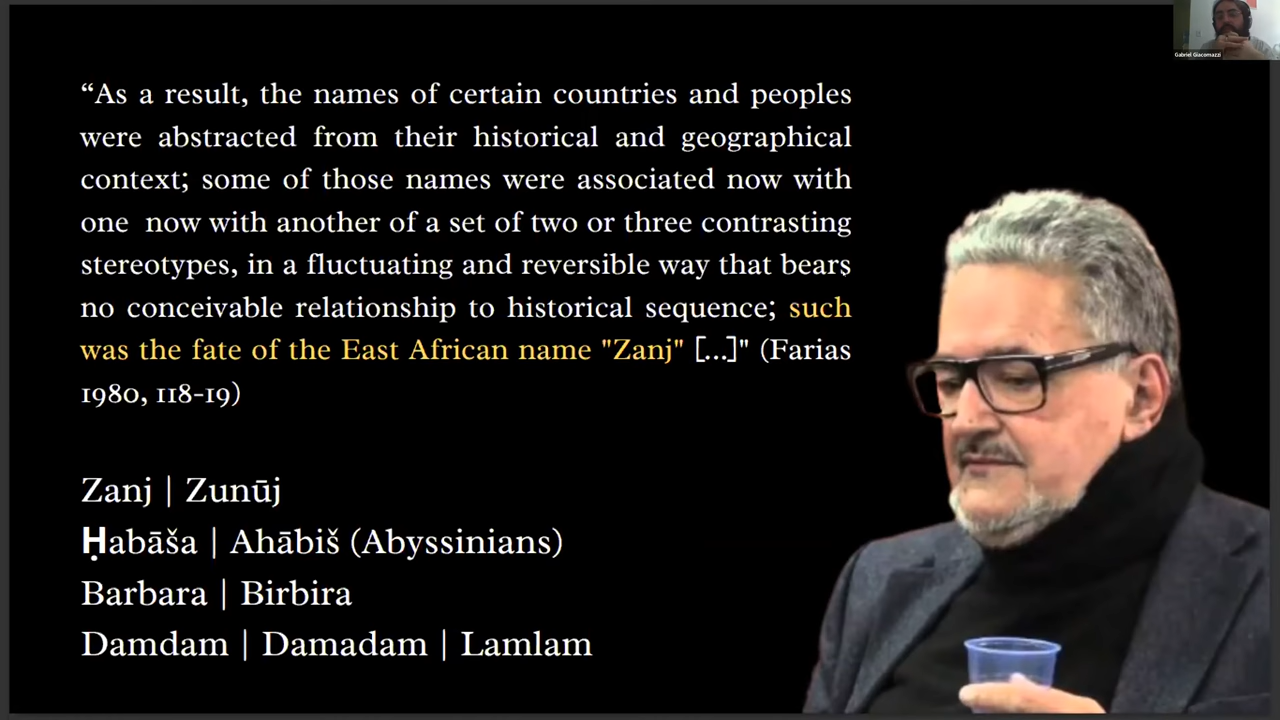 Gabriel Giacomazzi
“As a result, the names of certain countries and peoples
were abstracted from their historical and geographical
context; some of those names were associated now with
one now with another of a set of two or three contrasting
stereotypes, in a fluctuating and reversible way that bears
no conceivable relationship to historical sequence; such
was the fate of the East African name "Zanj" [...]" (Farias
1980, 118-19)
Zanj | Zunūj
Ḥabāša | Ahābiš (Abyssinians)
Barbara | Birbira
Damdam | Damadam | Lamlam